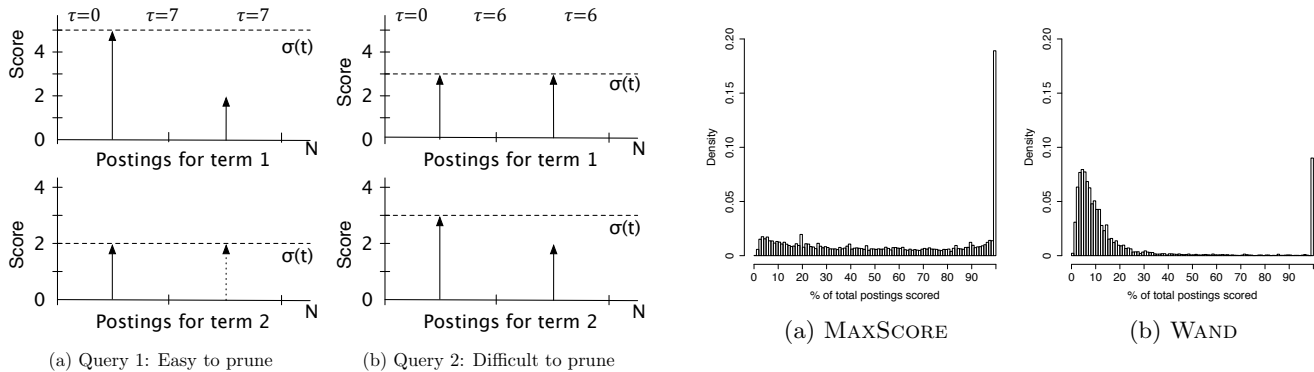 τ=0 τ=7 τ=7
Score
4
2
0
σ(t)
Postings for term 1
N
Score
4
2
0
σ(t)
Postings for term 2
N
(a) Query 1: Easy to prune
τ=0 τ=6 τ=6
Score
4
2
0
σ(t)
Postings for term 1
N
Score
4
2
0
σ(t)
Postings for term 2
N
(b) Query 2: Difficult to prune
Density
0.20
0.15
0.10
0.05
0
0 10 20 30 40 50 60 70 80 90
% of total postings scored
(a) MAXSCORE
Density
0.20
0.15
0.10
0.05
0
0 10 20 30 40 50 60 70 80 90
% of total postings scored
(b) WAND